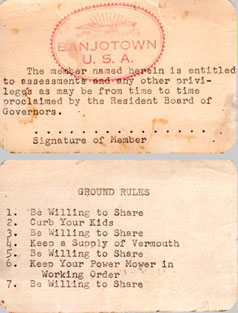 BANJOTOWN
U. S. A.
The member named herein is entitled
to assessments and any other privi-
leges as may be from time to time
proclaimed by the Resident Board of
Governors.
. . . . . . . . . . . . . . . . .
Signature of Member
GROUND RULES
1. Be Willing to Share
2. Curb Your Kids
3. Be Willing to Share
4. Keep a Supply of Vermouth
5. Be Willing to Share
6. Keep Your Power Mower in
Working Order
7. Be Willing to Share